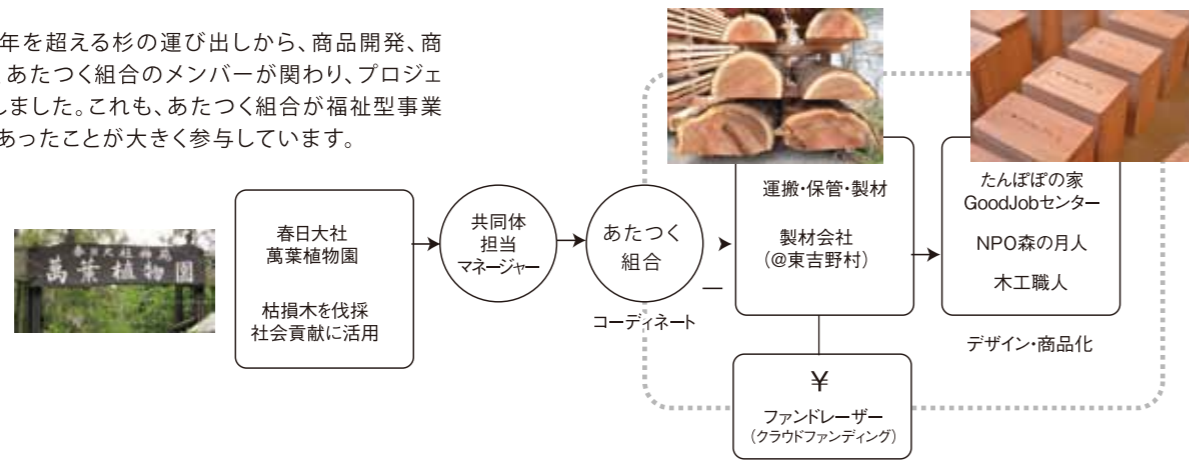 年を超える杉の運び出しから、商品開発、商
あたつく組合のメンバーが関わり、プロジェ
しました。これも、あたつく組合が福祉型事業
あったことが大きく参与しています。
萬葉植物園
春日大社
萬葉植物園
枯損木を伐採
社会貢献に活用
共同体
担当
マネージャー
あたつく
組合
コーディネート
運搬・保管・製材
製材会社
(@東吉野村)
¥
ファンドレーザー
(クラウドファンディング)
たんぽぽの家
GoodJobセンター
NPO森の月人
木工職人
デザイン・商品化